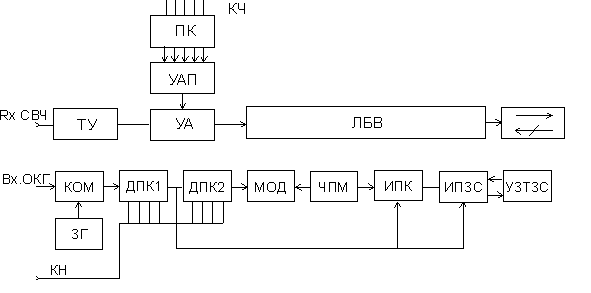 КЧ
ПК
УАП
Rx СВЧ
ТУ
УА
ЛБВ
Вх.ОКГ
КОМ
ДПК1
ДПК2
МОД
ЧПМ
ИПК
ИПЗС
УЗТЗС
ЗГ
КН